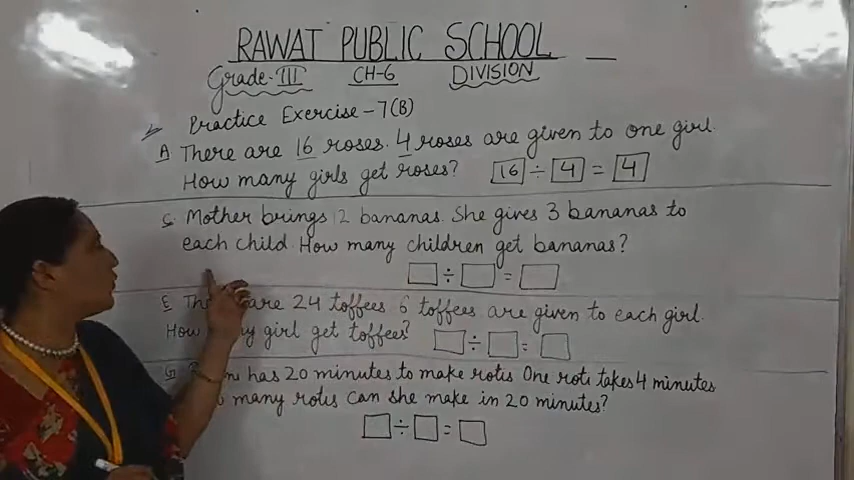 RAWAT PUBLIC SCHOOL
Grade-III CH-6 DIVISION
Practice Exercise-7(B)
A There are 16 roses. 4 roses are given to one girl.
How many girls get roses? 16 ÷ 4 = 4
C Mother brings 12 bananas. She gives 3 bananas to
each child. How many children get bananas?
÷ =
E are 24 toffees 6 toffees are given to each girl.
How girl get toffees? ÷ =
G has 20 minutes to make rotis One roti takes 4 minutes
many rotis can she make in 20 minutes?
÷ =